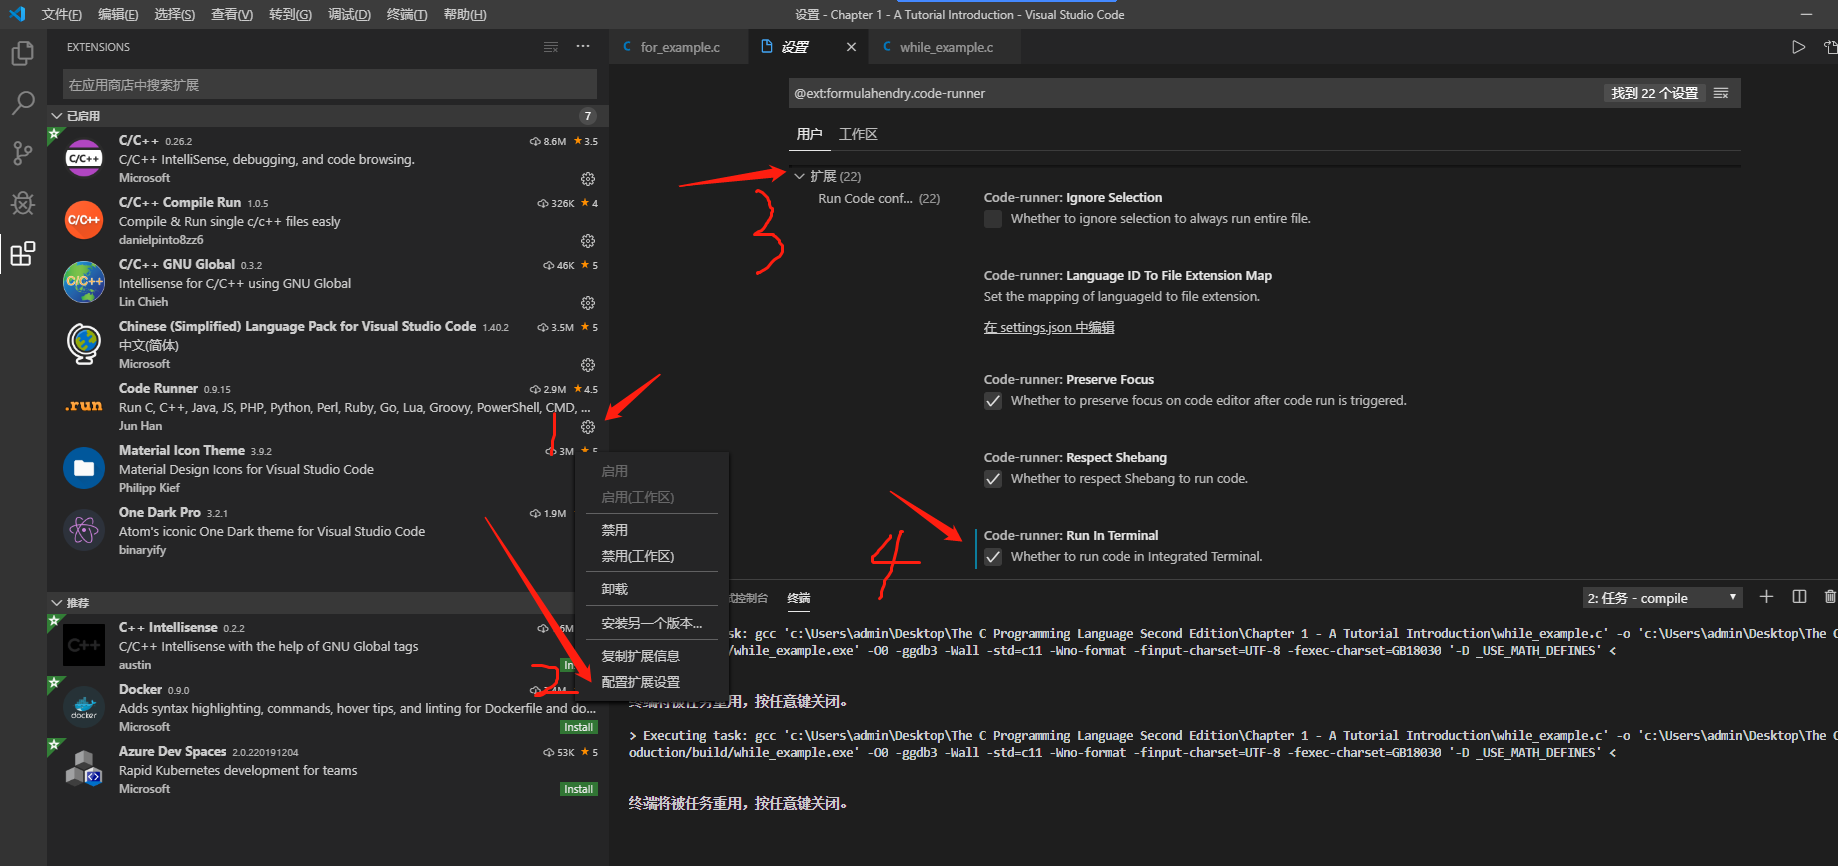 文件(F) 编辑(E) 选择(S) 查看(V) 转到(G) 调试(D) 终端(T) 帮助(H)
设置 - Chapter 1 - A Tutorial Introduction - Visual Studio Code
EXTENSIONS
在应用商店中搜索扩展
已启用 7
C/C++ 0.26.2 8.6M ★ 3.5
C/C++ IntelliSense, debugging, and code browsing.
Microsoft
C/C++ Compile Run 1.0.5 326K ★ 4
Compile & Run single c/c++ files easly
danielpinto8zz6
C/C++ GNU Global 0.3.2 46K ★ 5
Intellisense for C/C++ using GNU Global
Lin Chieh
Chinese (Simplified) Language Pack for Visual Studio Code 1.40.2 3.5M ★ 5
中文(简体)
Microsoft
Code Runner 0.9.15 2.9M ★ 4.5
.run
Run C, C++, Java, JS, PHP, Python, Perl, Ruby, Go, Lua, Groovy, PowerShell, CMD, ...
Jun Han
1
Material Icon Theme 3.9.2 3M ★ 5
Material Design Icons for Visual Studio Code
Philipp Kief
One Dark Pro 3.2.1 1.9M
Atom's iconic One Dark theme for Visual Studio Code
binaryify
推荐
C++ Intellisense 0.2.2
C/C++ Intellisense with the help of GNU Global tags
austin
Docker 0.9.0
Adds syntax highlighting, commands, hover tips, and linting for Dockerfile and do...
Microsoft Install
Azure Dev Spaces 2.0.220191204 53K ★ 5
Rapid Kubernetes development for teams
Microsoft Install
启用
启用(工作区)
禁用
禁用(工作区)
卸载
安装另一个版本...
复制扩展信息
2
配置扩展设置
for_example.c
设置
while_example.c
@ext:formulahendry.code-runner 找到 22 个设置
用户 工作区
扩展 (22)
Run Code conf... (22)
3
Code-runner: Ignore Selection
Whether to ignore selection to always run entire file.
Code-runner: Language ID To File Extension Map
Set the mapping of languageId to file extension.
在 settings.json 中编辑
Code-runner: Preserve Focus
Whether to preserve focus on code editor after code run is triggered.
Code-runner: Respect Shebang
Whether to respect Shebang to run code.
4
Code-runner: Run In Terminal
Whether to run code in Integrated Terminal.
控制台 终端 2: 任务 - compile
sk: gcc 'c:\Users\admin\Desktop\The C Programming Language Second Edition\Chapter 1 - A Tutorial Introduction\while_example.c' -o 'c:\Users\admin\Desktop\The C
/while_example.exe' -O0 -ggdb3 -Wall -std=c11 -Wno-format -finput-charset=UTF-8 -fexec-charset=GB18030 '-D _USE_MATH_DEFINES' <
终端将被任务重用，按任意键关闭。
> Executing task: gcc 'c:\Users\admin\Desktop\The C Programming Language Second Edition\Chapter 1 - A Tutorial Introduction\while_example.c' -o 'c:\Users\admin\Desktop\The C
oduction/build/while_example.exe' -O0 -ggdb3 -Wall -std=c11 -Wno-format -finput-charset=UTF-8 -fexec-charset=GB18030 '-D _USE_MATH_DEFINES' <
终端将被任务重用，按任意键关闭。